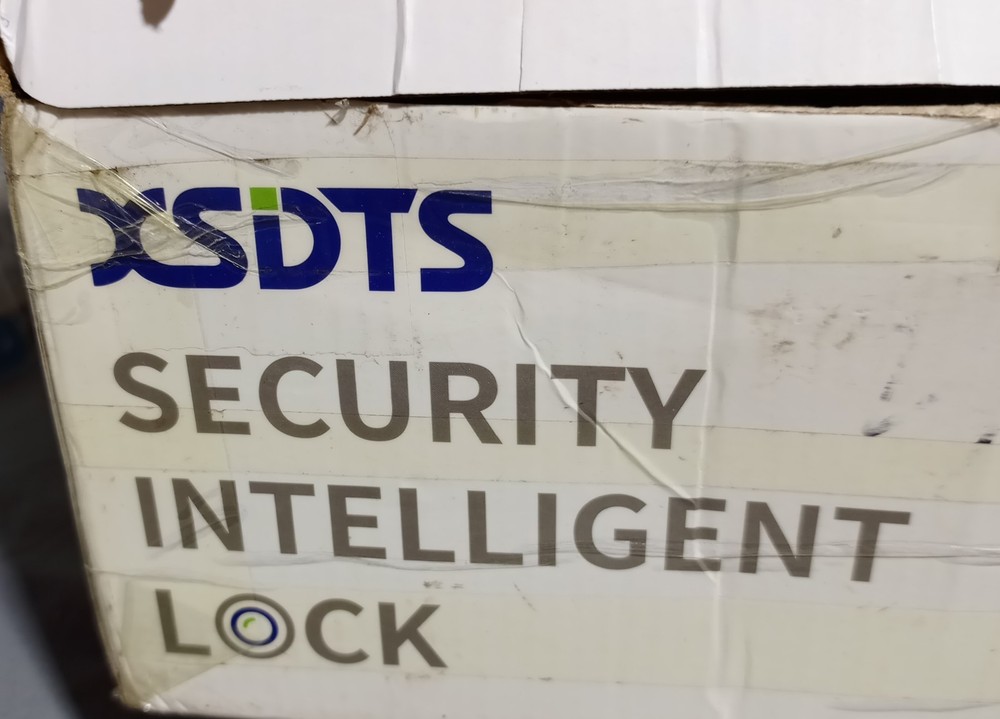 XSDTS
SECURITY
INTELLIGENT
LOCK